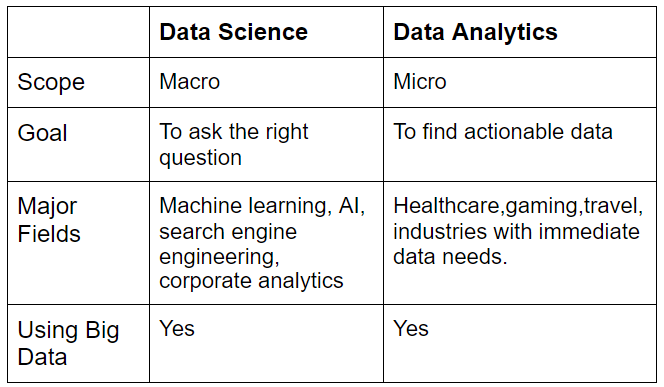 Data Science Data Analytics
Scope Macro Micro
Goal To ask the right To find actionable data
question
Major Machine learning, AI, Healthcare,gaming,travel,
Fields search engine industries with immediate
engineering, data needs.
corporate analytics
Using Big Yes Yes
Data